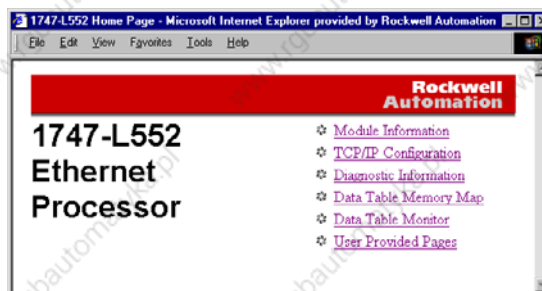 1747-L552 Home Page - Microsoft Internet Explorer provided by Rockwell Automation
File Edit View Favorites Tools Help
Rockwell
Automation
1747-L552
Ethernet
Processor
Module Information
TCP/IP Configuration
Diagnostic Information
Data Table Memory Map
Data Table Monitor
User Provided Pages